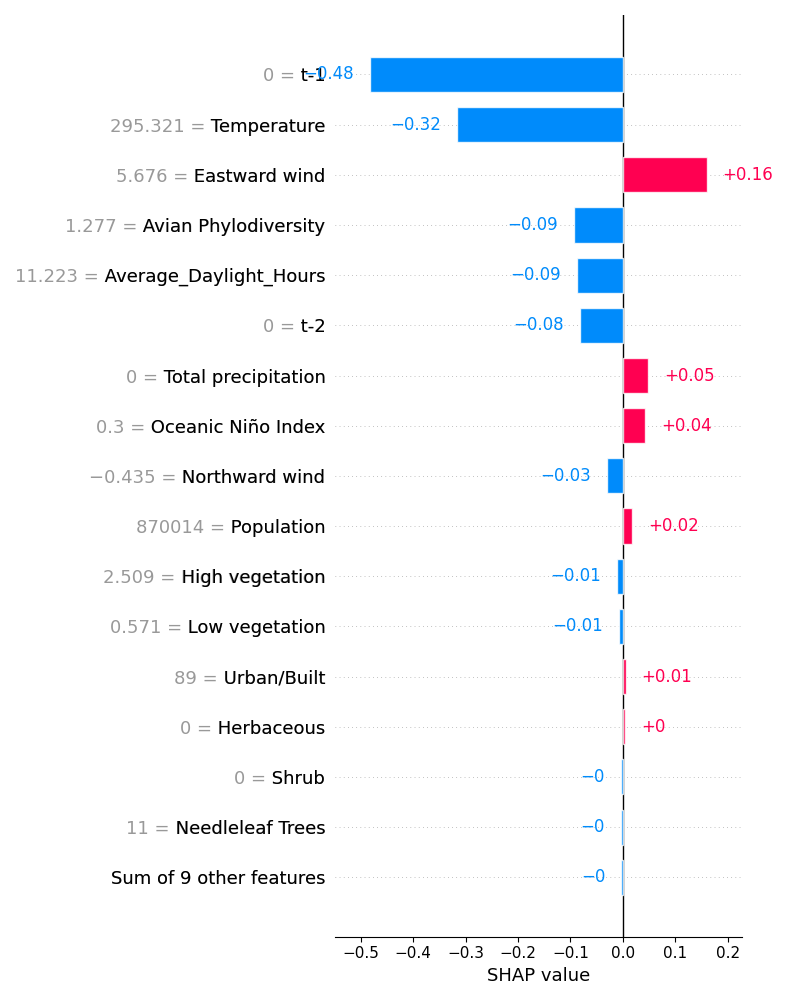 0 = t-1 −0.48
295.321 = Temperature −0.32
5.676 = Eastward wind +0.16
1.277 = Avian Phylodiversity −0.09
11.223 = Average_Daylight_Hours −0.09
0 = t-2 −0.08
0 = Total precipitation +0.05
0.3 = Oceanic Niño Index +0.04
−0.435 = Northward wind −0.03
870014 = Population +0.02
2.509 = High vegetation −0.01
0.571 = Low vegetation −0.01
89 = Urban/Built +0.01
0 = Herbaceous +0
0 = Shrub −0
11 = Needleleaf Trees −0
Sum of 9 other features −0
−0.5 −0.4 −0.3 −0.2 −0.1 0.0 0.1 0.2
SHAP value